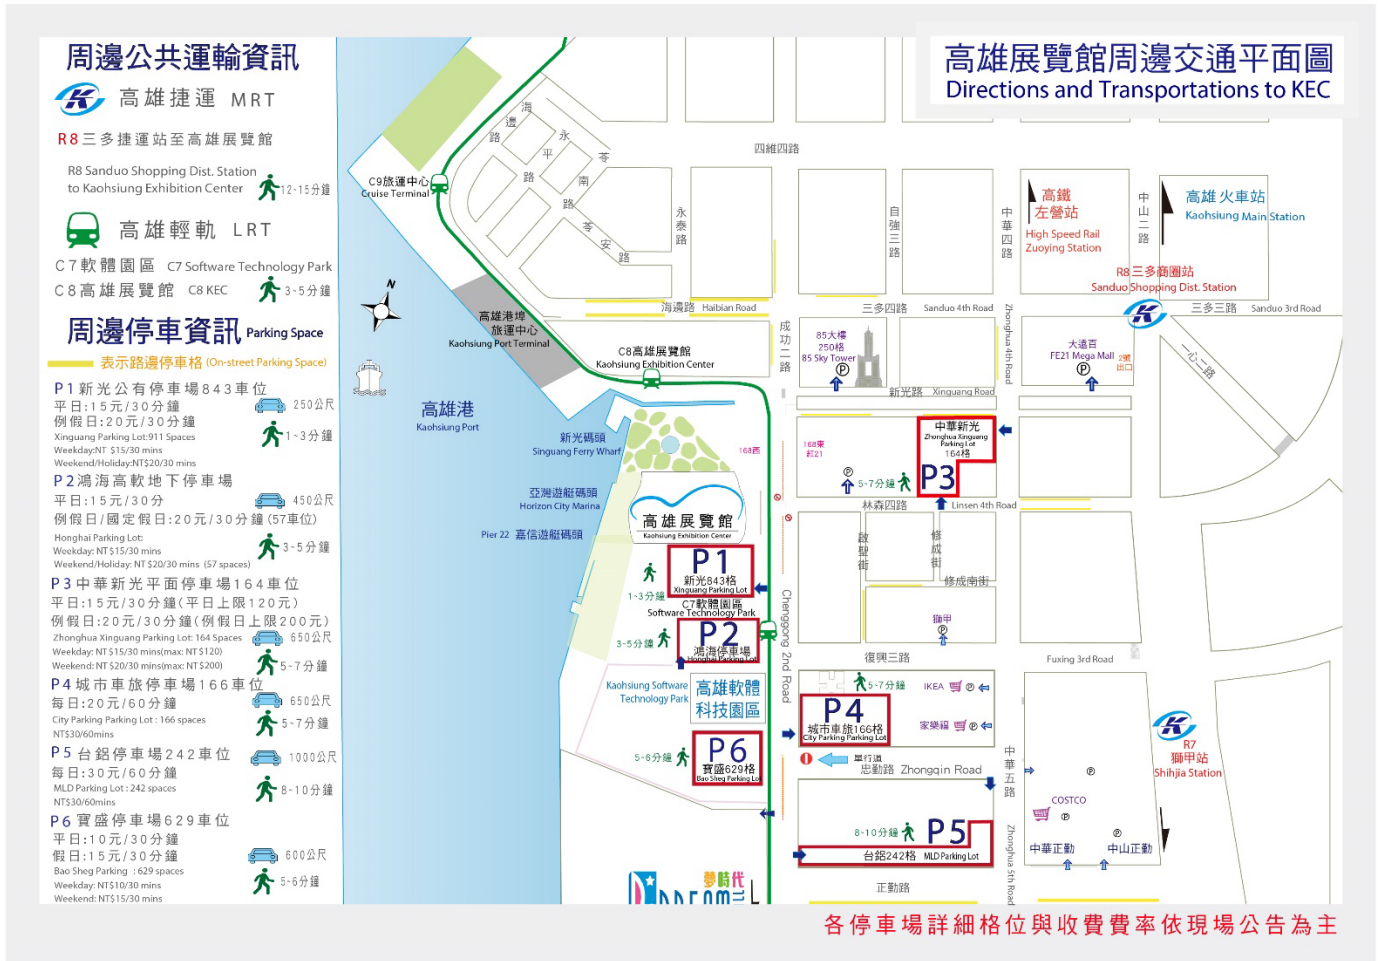 周邊公共運輸資訊
高雄捷運 MRT
R8三多捷運站至高雄展覽館
R8 Sanduo Shopping Dist. Station
to Kaohsiung Exhibition Center
12-15分鐘
高雄輕軌 LRT
C7軟體園區 C7 Software Technology Park
C8高雄展覽館 C8 KEC
3-5分鐘
周邊停車資訊 Parking Space
表示路邊停車格 (On-street Parking Space)
P1新光公有停車場843車位
平日:15元/30分鐘
250公尺
例假日:20元/30分鐘
Xinguang Parking Lot:911 Spaces
1-3分鐘
Weekday:NT $15/30 mins
Weekend/Holiday:NT$20/30 mins
P2鴻海高軟地下停車場
平日:15元/30分
450公尺
例假日/國定假日:20元/30分鐘(57車位)
Honghai Parking Lot:
Weekday: NT $15/30 mins
3-5分鐘
Weekend/Holiday: NT $20/30 mins (57 spaces)
P3中華新光平面停車場164車位
平日:15元/30分鐘(平日上限120元)
例假日:20元/30分鐘(例假日上限200元)
Zhonghua Xinguang Parking Lot: 164 Spaces
650公尺
Weekday: NT $15/30 mins(max: NT$120)
Weekend: NT $20/30 mins(max: NT$200)
5-7分鐘
P4城市車旅停車場166車位
每日:20元/60分鐘
650公尺
City Parking Parking Lot : 166 spaces
NT$30/60mins
5-7分鐘
P5台鋁停車場242車位
每日:30元/60分鐘
1000公尺
MLD Parking Lot : 242 spaces
NT$30/60mins
8-10分鐘
P6寶盛停車場629車位
平日:10元/30分鐘
假日:15元/30分鐘
600公尺
Bao Sheg Parking : 629 spaces
Weekday: NT$10/30 mins
5-6分鐘
Weekend: NT$15/30 mins
高雄展覽館周邊交通平面圖
Directions and Transportations to KEC
海邊路
永平路
苓南路
苓安路
四維四路
C9旅運中心
Cruise Terminal
永泰路
自強三路
中華四路
高鐵
左營站
High Speed Rail
Zuoying Station
中山二路
高雄火車站
Kaohsiung Main Station
R8三多商圈站
Sanduo Shopping Dist. Station
N
高雄港埠
旅運中心
Kaohsiung Port Terminal
海邊路 Haibian Road
三多四路 Sanduo 4th Road
三多三路 Sanduo 3rd Road
成功二路
Zhonghua 4th Road
一心二路
C8高雄展覽館
Kaohsiung Exhibition Center
85大樓
250格
85 Sky Tower
P
大遠百
FE21 Mega Mall
2號
出口
P
新光路 Xinguang Road
高雄港
Kaohsiung Port
新光碼頭
Singuang Ferry Wharf
168西
168東
紅21
P
5-7分鐘
中華新光
Zhonghua Xinguang
Parking Lot
164格
P3
亞灣遊艇碼頭
Horizon City Marina
Pier 22 嘉信遊艇碼頭
高雄展覽館
Kaohsiung Exhibition Center
林森四路
Linsen 4th Road
啟聖街
修成街
修成南街
P1
新光843格
Xinguang Parking Lot
1-3分鐘
C7軟體園區
Software Technology Park
3-5分鐘
P2
鴻海停車場
Honghai Parking Lot
Chenggong 2nd Road
獅甲
P
復興三路
Fuxing 3rd Road
Kaohsiung Software
Technology Park
高雄軟體
科技園區
5-7分鐘
IKEA P
家樂福 P
P4
城市車旅166格
City Parking Parking Lot
5-6分鐘
P6
寶盛629格
Bao Sheg Parking Lot
單行道
忠勤路 Zhongqin Road
中華五路
R7
獅甲站
Shihjia Station
P
COSTCO
P
P
中華正勤
中山正勤
8-10分鐘
P5
台鋁242格 MLD Parking Lot
Zhonghua 5th Road
正勤路
夢時代
DREAM
各停車場詳細格位與收費費率依現場公告為主